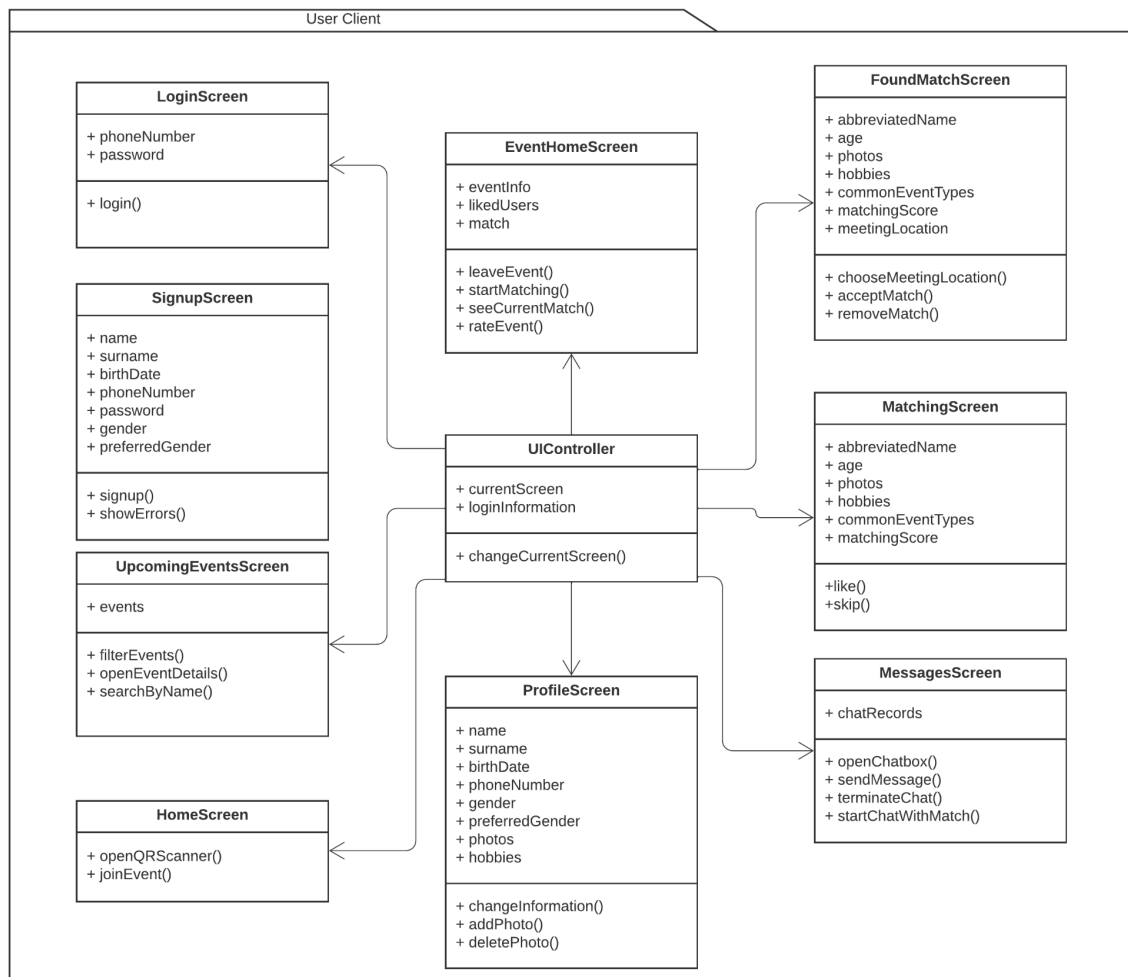 User Client
LoginScreen
+ phoneNumber
+ password
+ login()
SignupScreen
+ name
+ surname
+ birthDate
+ phoneNumber
+ password
+ gender
+ preferredGender
+ signup()
+ showErrors()
UpcomingEventsScreen
+ events
+ filterEvents()
+ openEventDetails()
+ searchByName()
HomeScreen
+ openQRScanner()
+ joinEvent()
EventHomeScreen
+ eventInfo
+ likedUsers
+ match
+ leaveEvent()
+ startMatching()
+ seeCurrentMatch()
+ rateEvent()
UIController
+ currentScreen
+ loginInformation
+ changeCurrentScreen()
ProfileScreen
+ name
+ surname
+ birthDate
+ phoneNumber
+ gender
+ preferredGender
+ photos
+ hobbies
+ changeInformation()
+ addPhoto()
+ deletePhoto()
FoundMatchScreen
+ abbreviatedName
+ age
+ photos
+ hobbies
+ commonEventTypes
+ matchingScore
+ meetingLocation
+ chooseMeetingLocation()
+ acceptMatch()
+ removeMatch()
MatchingScreen
+ abbreviatedName
+ age
+ photos
+ hobbies
+ commonEventTypes
+ matchingScore
+like()
+skip()
MessagesScreen
+ chatRecords
+ openChatbox()
+ sendMessage()
+ terminateChat()
+ startChatWithMatch()